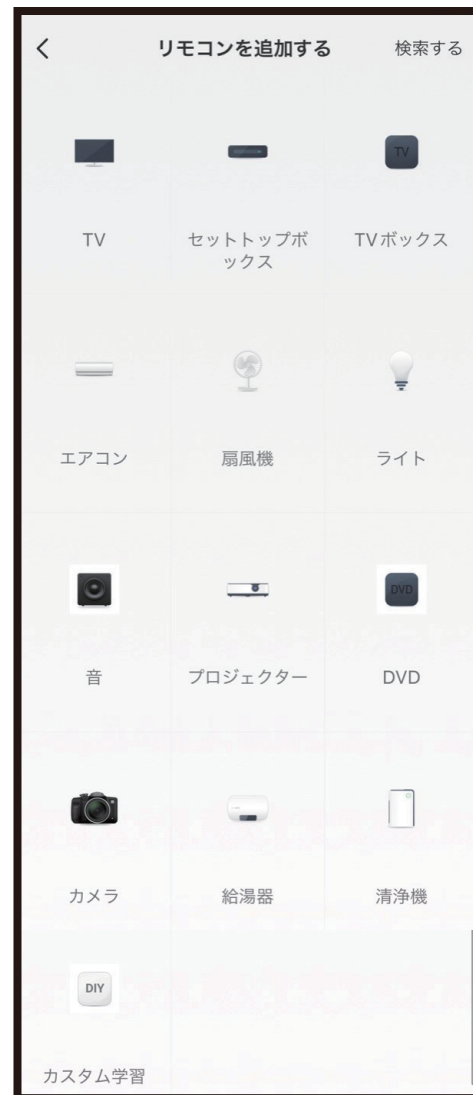 リモコンを追加する 検索する
TV
TV
セットトップボ
ックス
TVボックス
エアコン
扇風機
ライト
DVD
音
プロジェクター
DVD
カメラ
給湯器
清浄機
DIY
カスタム学習